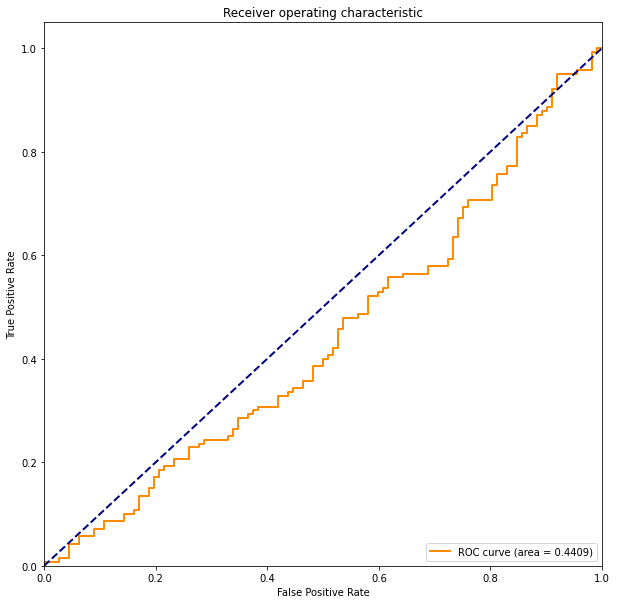 Receiver operating characteristic
True Positive Rate
1.0
0.8
0.6
0.4
0.2
0.0
ROC curve (area = 0.4409)
0.0 0.2 0.4 0.6 0.8 1.0
False Positive Rate